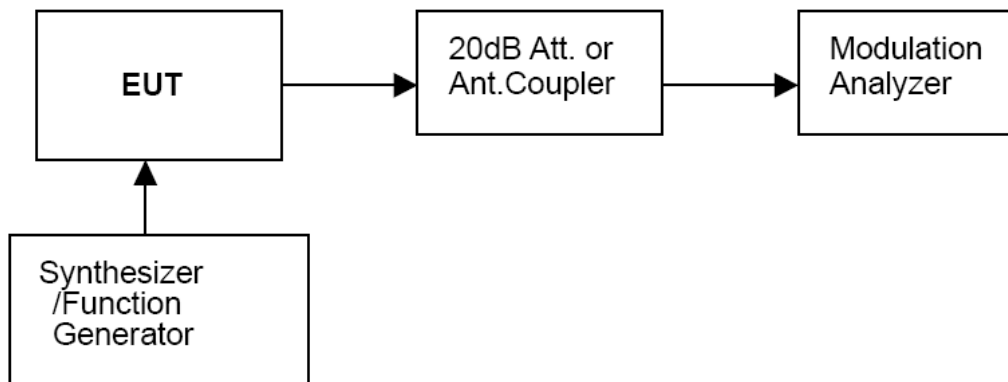 EUT
20dB Att. or
Ant.Coupler
Modulation
Analyzer
Synthesizer
/Function
Generator